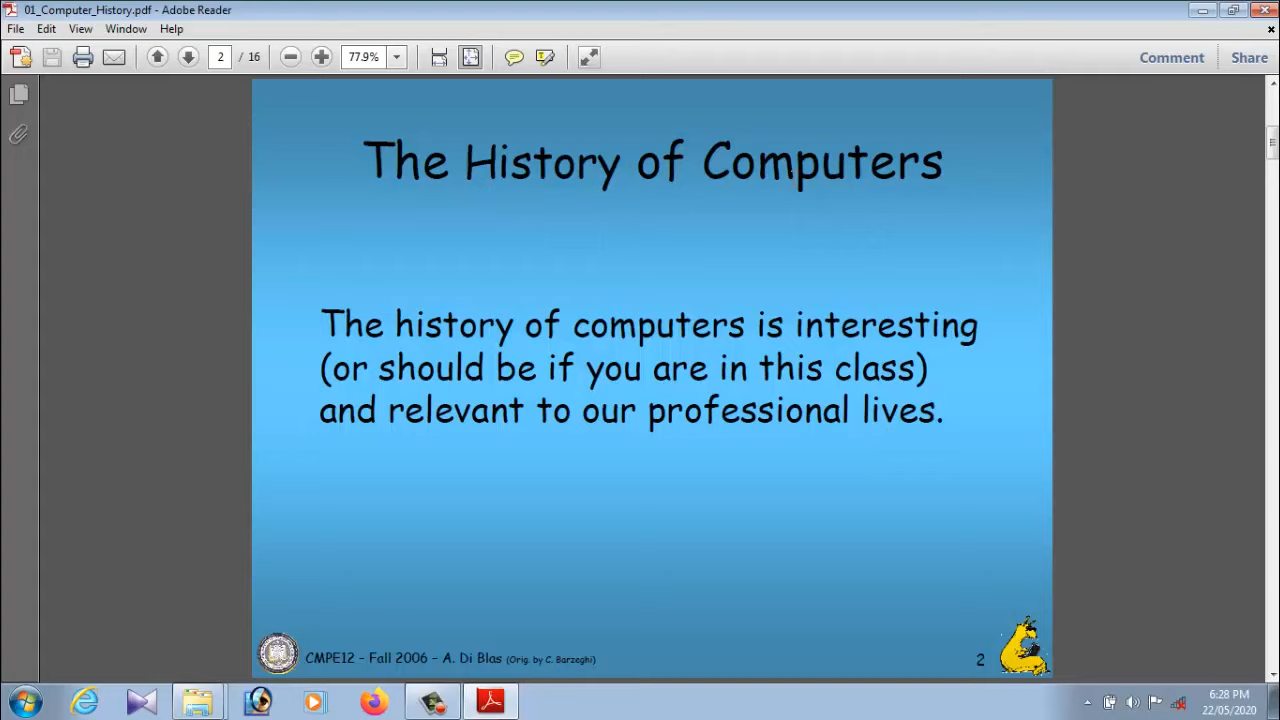 01_Computer_History.pdf - Adobe Reader
File Edit View Window Help
2 / 16 77.9% Comment Share
The History of Computers
The history of computers is interesting
(or should be if you are in this class)
and relevant to our professional lives.
CMPE12 - Fall 2006 - A. Di Blas (Orig. by C. Barzeghi) 2
6:28 PM
22/05/2020